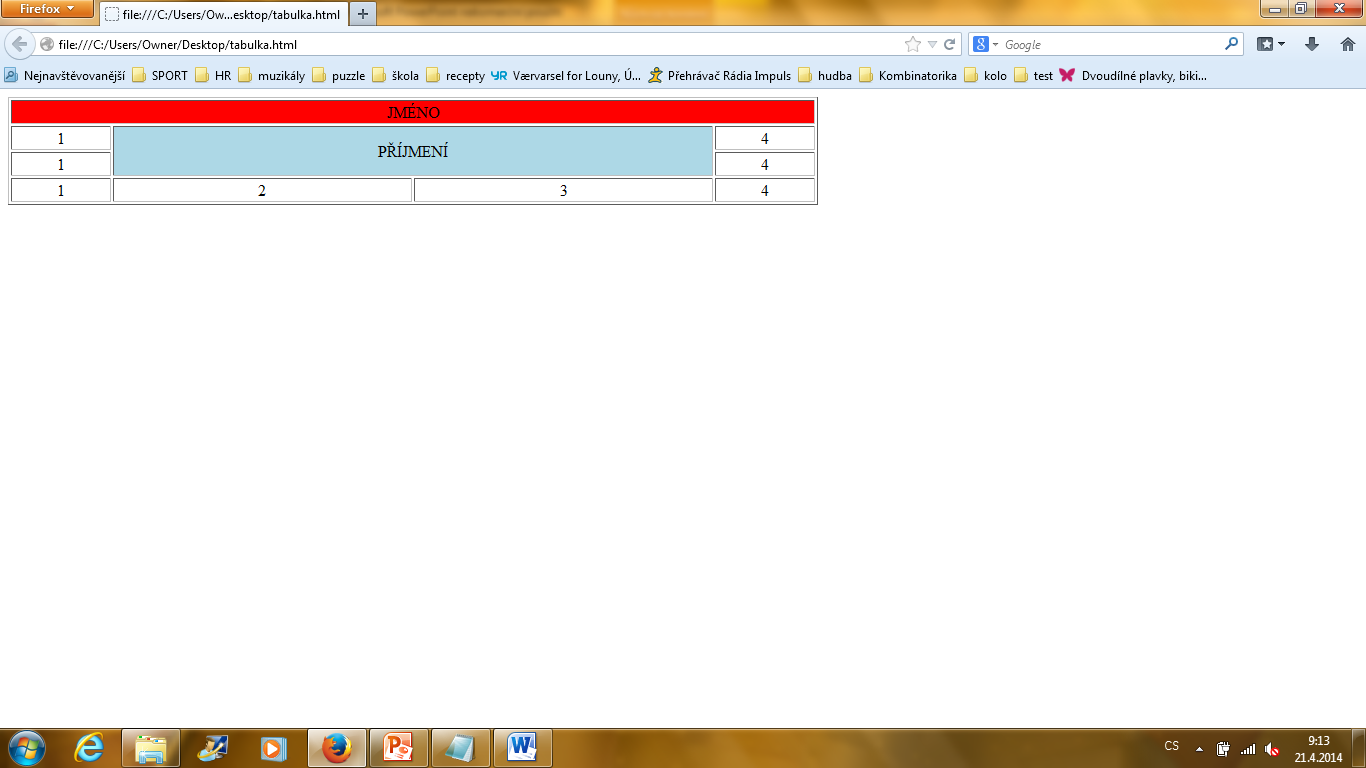 Firefox
file:///C:/Users/Ow...esktop/tabulka.html
file:///C:/Users/Owner/Desktop/tabulka.html
Google
Nejnavštěvovanější SPORT HR muzikály puzzle škola recepty Værvarsel for Louny, Ú... Přehrávač Rádia Impuls hudba Kombinatorika kolo test Dvoudílné plavky, biki...
JMÉNO
1 PŘÍJMENÍ 4
1 4
1 2 3 4
CS
9:13
21.4.2014